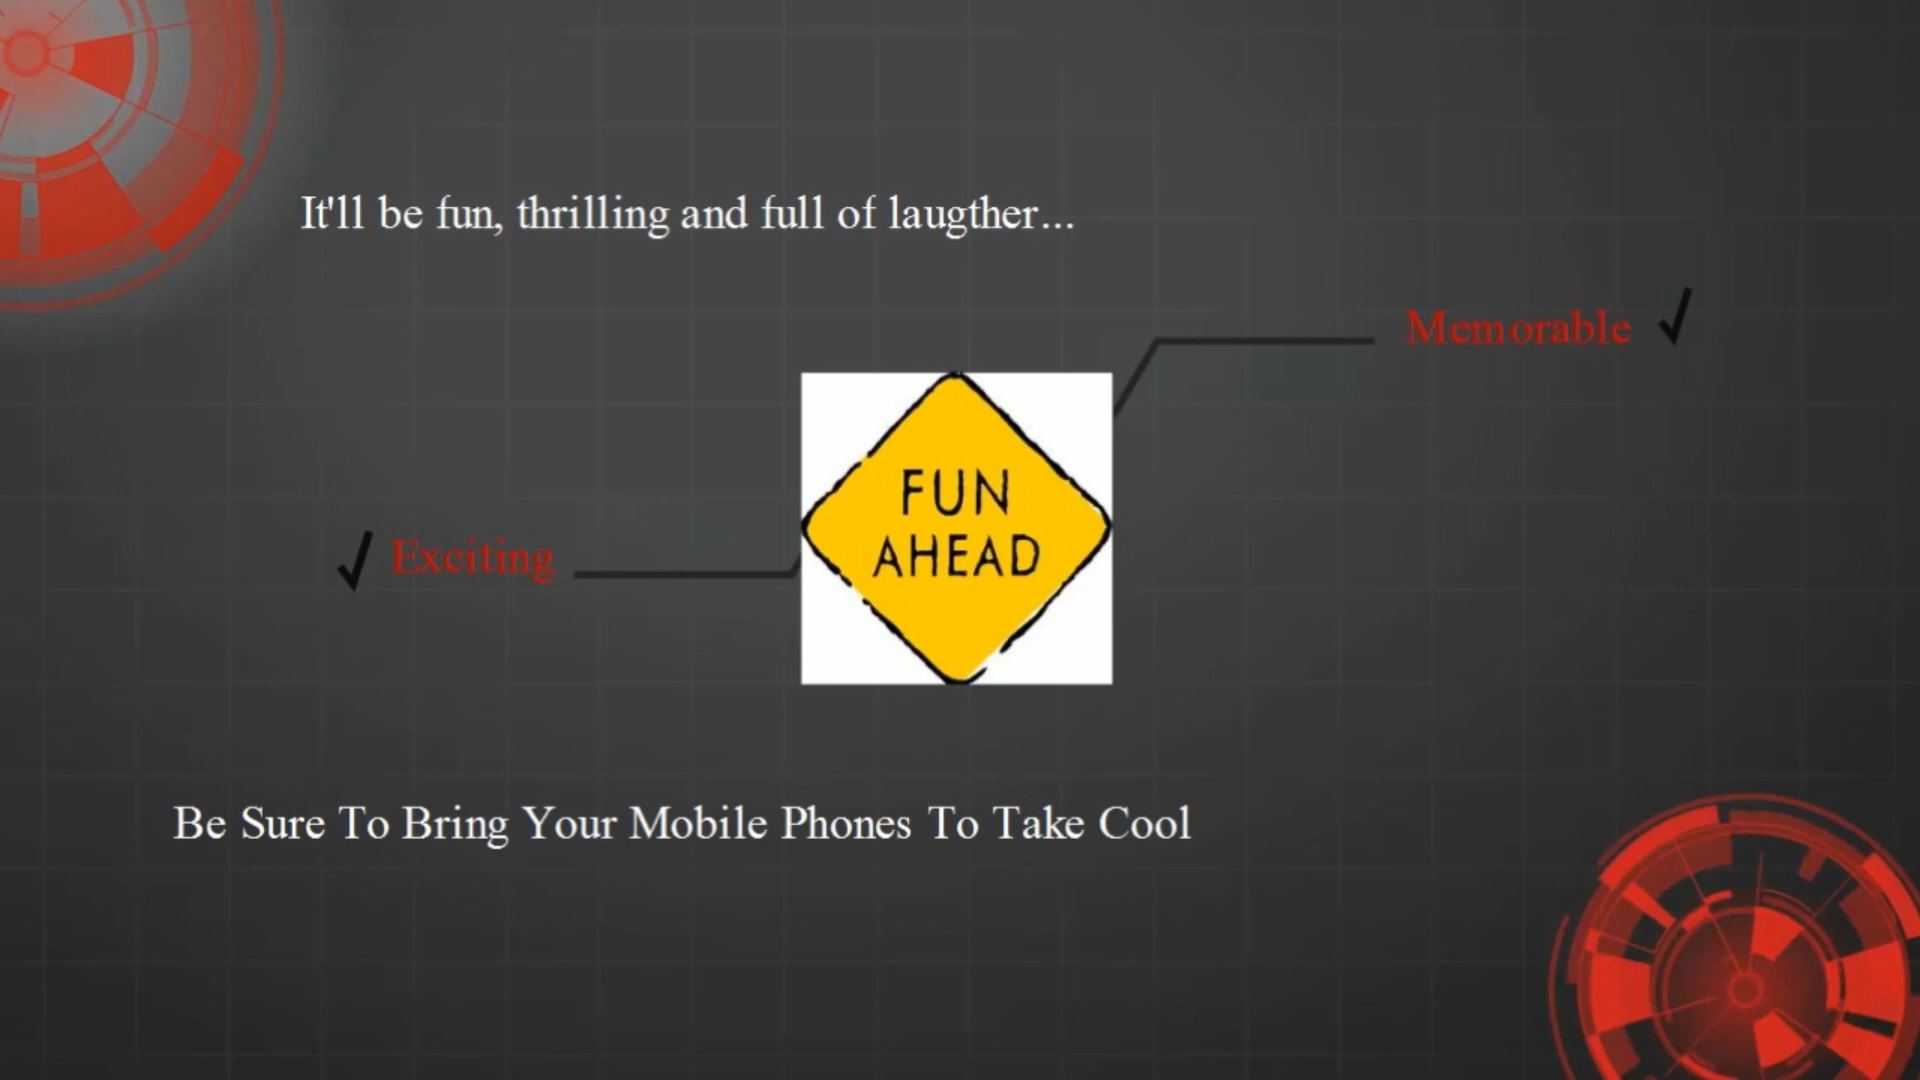 It'll be fun, thrilling and full of laugther...
Memorable ✓
FUN
AHEAD
✓ Exciting
Be Sure To Bring Your Mobile Phones To Take Cool